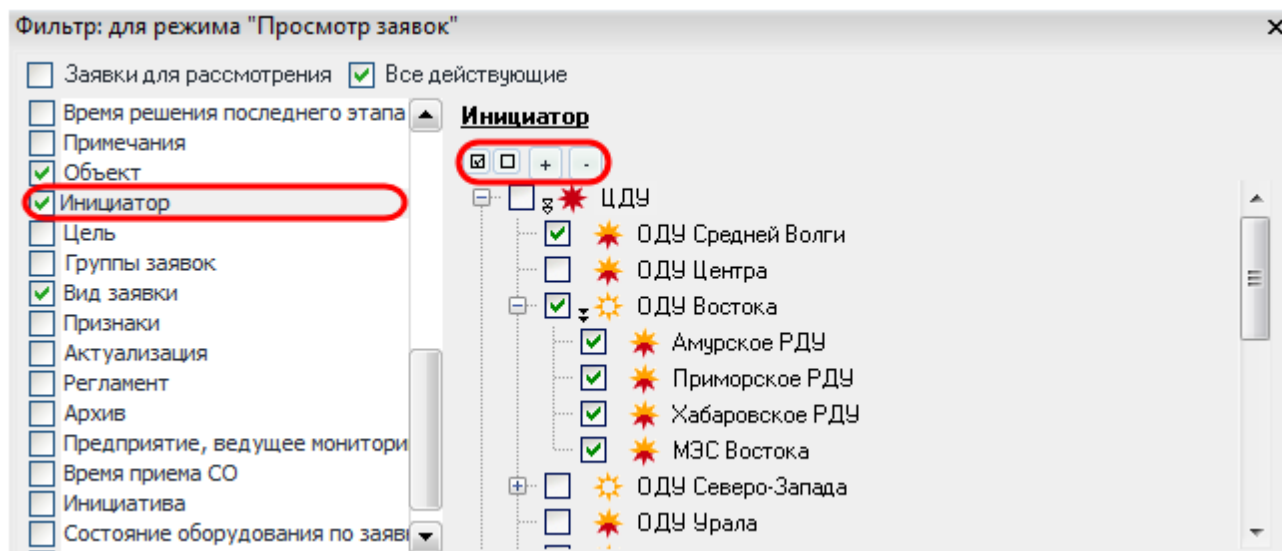 Фильтр: для режима "Просмотр заявок"
Заявки для рассмотрения Все действующие
Время решения последнего этапа
Примечания
Объект
Инициатор
Цель
Группы заявок
Вид заявки
Признаки
Актуализация
Регламент
Архив
Предприятие, ведущее монитори
Время приема СО
Инициатива
Состояние оборудования по заяв
Инициатор
+ -
ЦДУ
ОДУ Средней Волги
ОДУ Центра
ОДУ Востока
Амурское РДУ
Приморское РДУ
Хабаровское РДУ
МЭС Востока
ОДУ Северо-Запада
ОДУ Урала